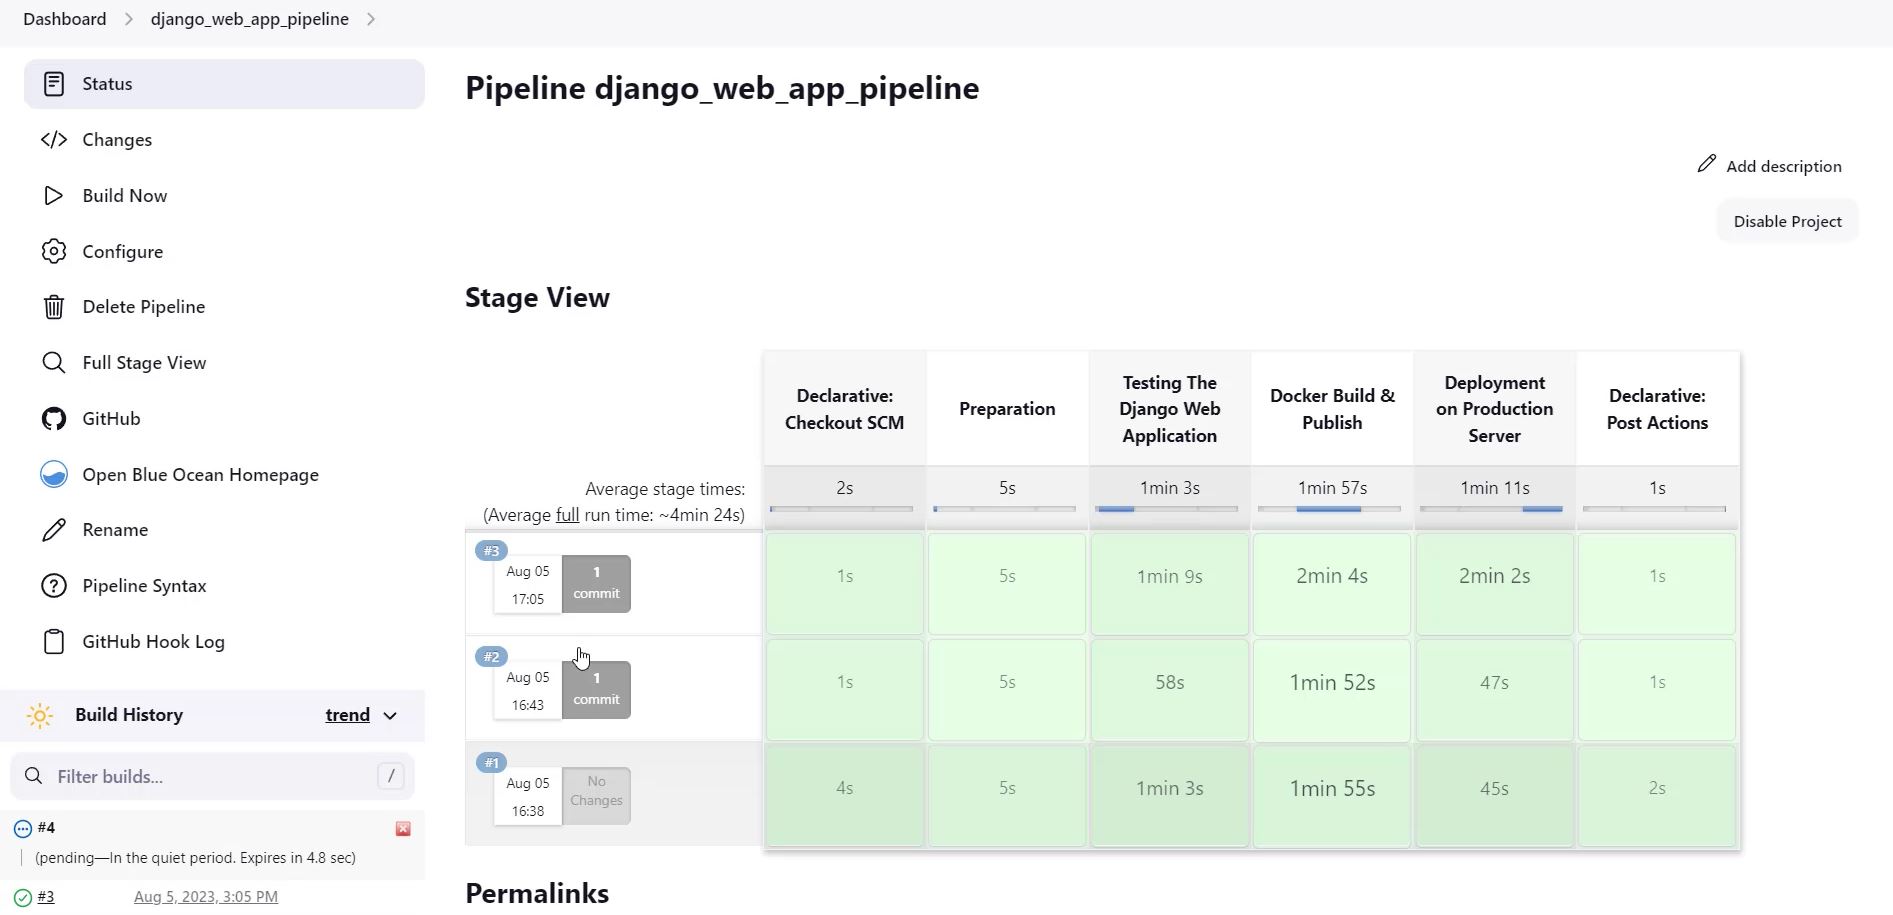 Dashboard > django_web_app_pipeline >
Status
Changes
Build Now
Configure
Delete Pipeline
Full Stage View
GitHub
Open Blue Ocean Homepage
Rename
Pipeline Syntax
GitHub Hook Log
Build History trend
Filter builds... /
#4
(pending—In the quiet period. Expires in 4.8 sec)
#3 Aug 5, 2023, 3:05 PM
Pipeline django_web_app_pipeline
Add description
Disable Project
Stage View
Declarative:
Checkout SCM
Preparation
Testing The
Django Web
Application
Docker Build &
Publish
Deployment
on Production
Server
Declarative:
Post Actions
Average stage times:
(Average full run time: ~4min 24s)
2s 5s 1min 3s 1min 57s 1min 11s 1s
#3
Aug 05
17:05
1
commit
1s 5s 1min 9s 2min 4s 2min 2s 1s
#2
Aug 05
16:43
1
commit
1s 5s 58s 1min 52s 47s 1s
#1
Aug 05
16:38
No
Changes
4s 5s 1min 3s 1min 55s 45s 2s
Permalinks